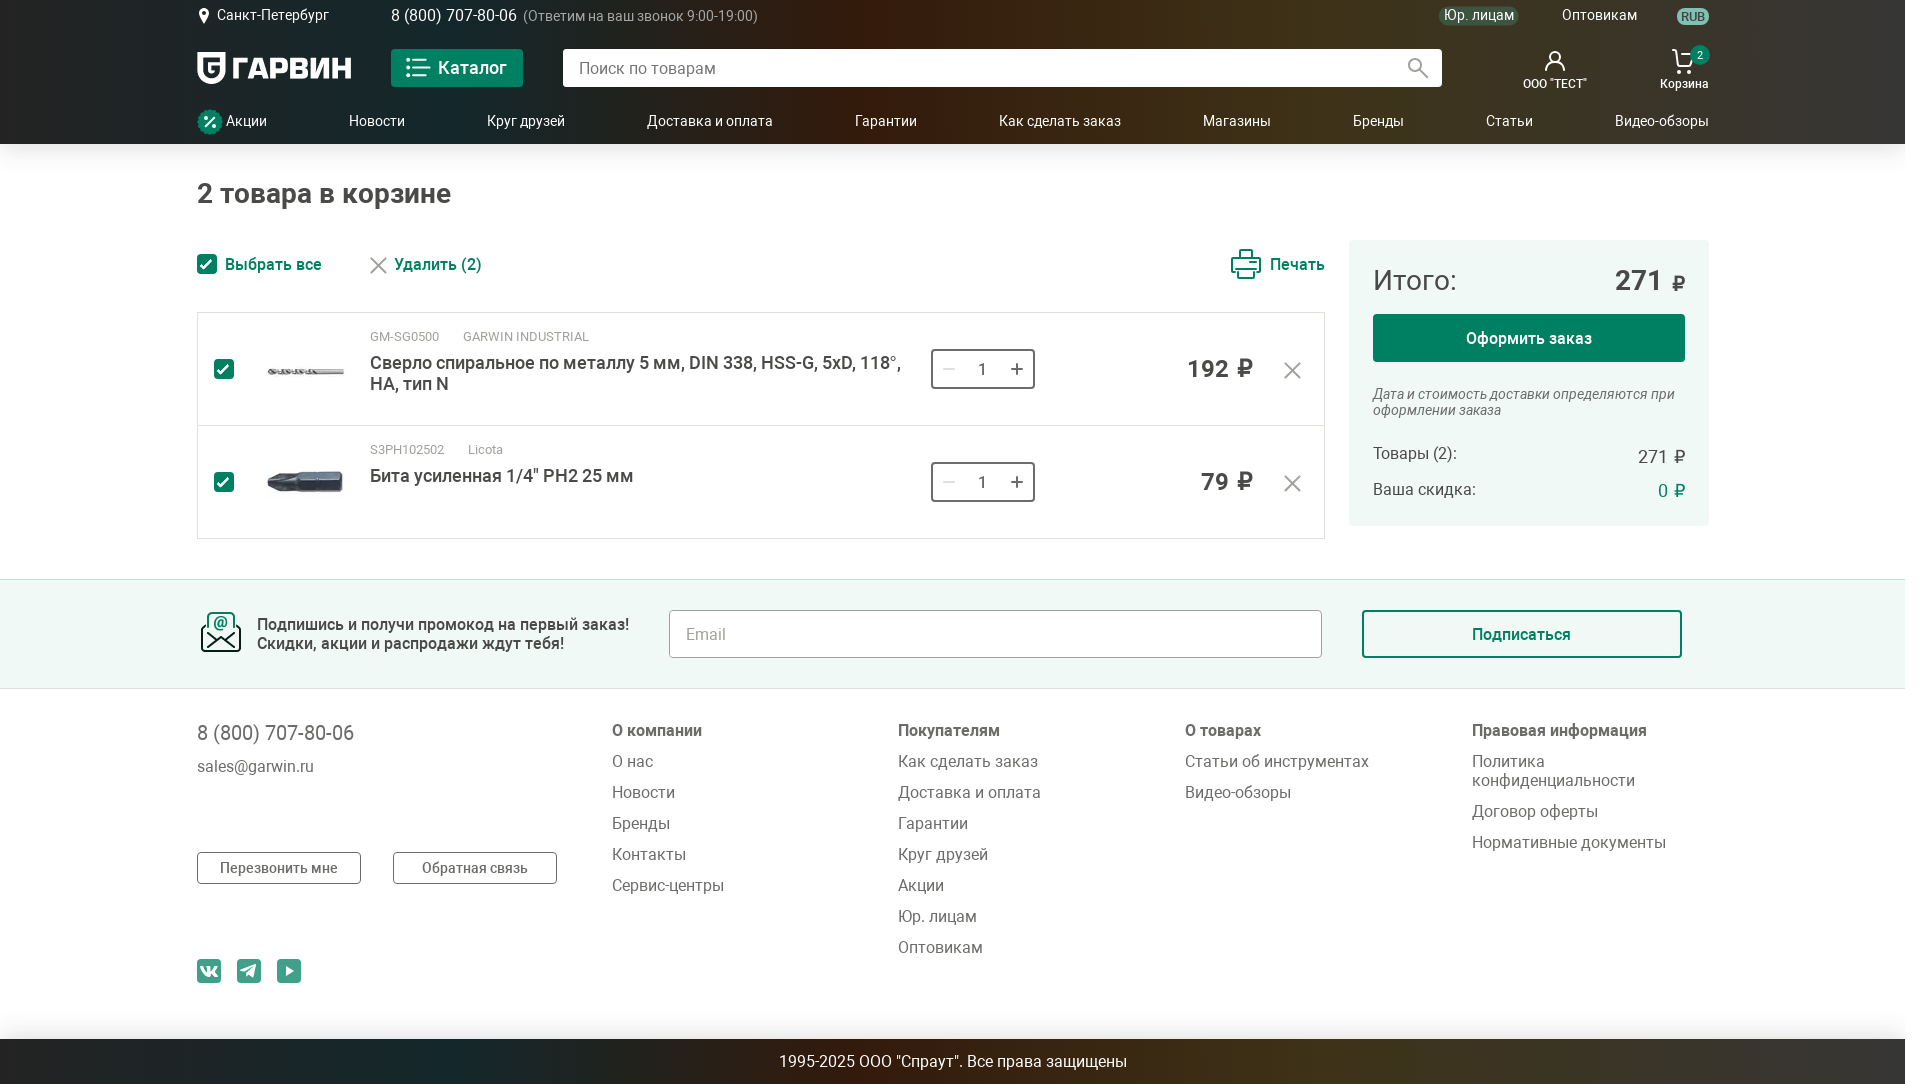 Санкт-Петербург
8 (800) 707-80-06 (Ответим на ваш звонок 9:00-19:00)
Юр. лицам
Оптовикам
RUB
ГАРВИН
Каталог
Поиск по товарам
ООО "ТЕСТ"
2
Корзина
Акции
Новости
Круг друзей
Доставка и оплата
Гарантии
Как сделать заказ
Магазины
Бренды
Статьи
Видео-обзоры
2 товара в корзине
Выбрать все
Удалить (2)
Печать
GM-SG0500 GARWIN INDUSTRIAL
Сверло спиральное по металлу 5 мм, DIN 338, HSS-G, 5xD, 118°,
HA, тип N
1
192 ₽
S3PH102502 Licota
Бита усиленная 1/4" PH2 25 мм
1
79 ₽
Итого: 271 ₽
Оформить заказ
Дата и стоимость доставки определяются при
оформлении заказа
Товары (2): 271 ₽
Ваша скидка: 0 ₽
Подпишись и получи промокод на первый заказ!
Скидки, акции и распродажи ждут тебя!
Email
Подписаться
8 (800) 707-80-06
sales@garwin.ru
Перезвонить мне
Обратная связь
О компании
О нас
Новости
Бренды
Контакты
Сервис-центры
Покупателям
Как сделать заказ
Доставка и оплата
Гарантии
Круг друзей
Акции
Юр. лицам
Оптовикам
О товарах
Статьи об инструментах
Видео-обзоры
Правовая информация
Политика
конфиденциальности
Договор оферты
Нормативные документы
1995-2025 ООО "Спраут". Все права защищены